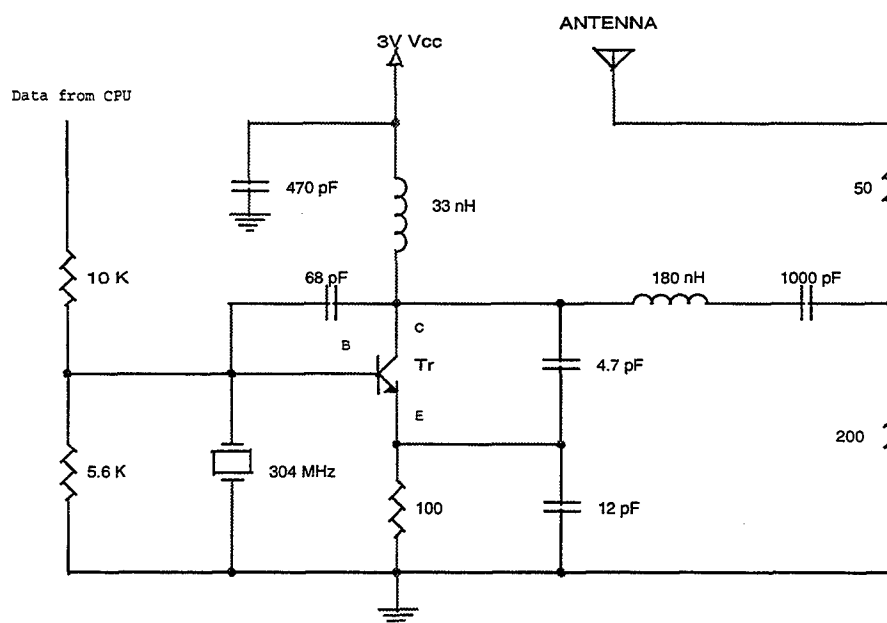 ANTENNA
3V Vcc
Data from CPU
470 pF
33 nH
50
10 K
68 pF
180 nH
1000 pF
C
B
Tr
4.7 pF
E
200
5.6 K
304 MHz
100
12 pF